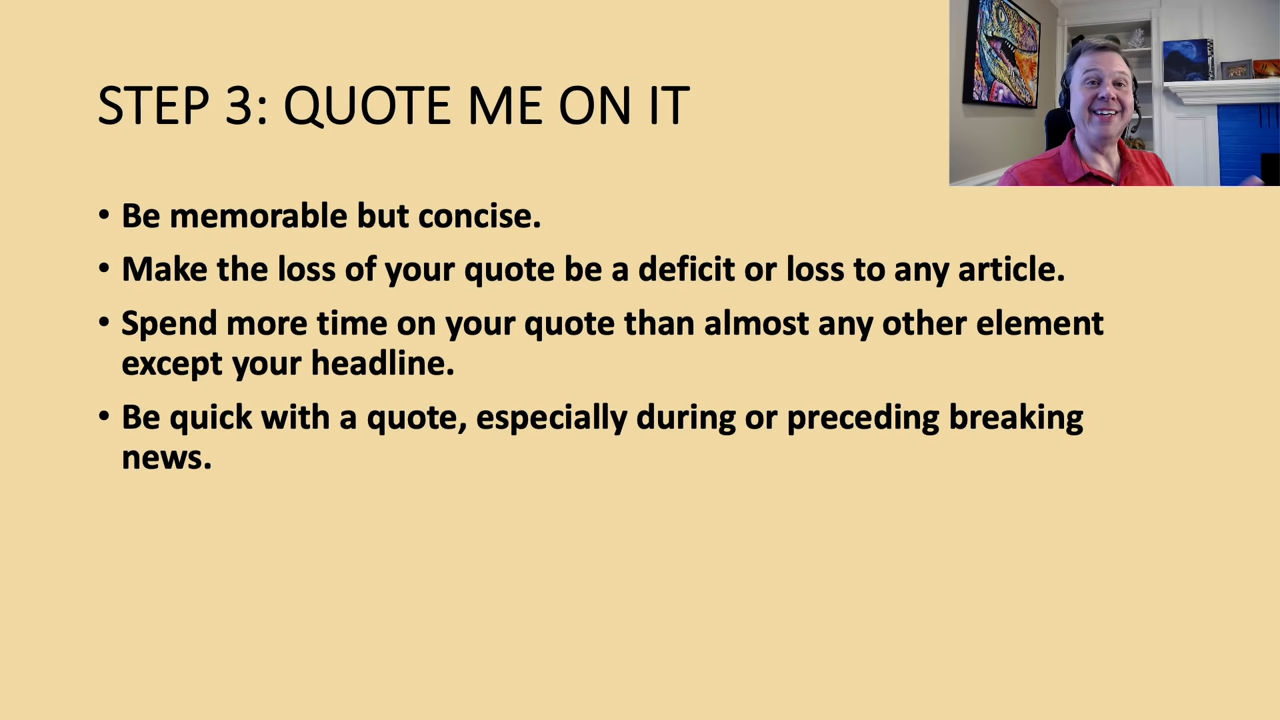 STEP 3: QUOTE ME ON IT
• Be memorable but concise.
• Make the loss of your quote be a deficit or loss to any article.
• Spend more time on your quote than almost any other element
except your headline.
• Be quick with a quote, especially during or preceding breaking
news.